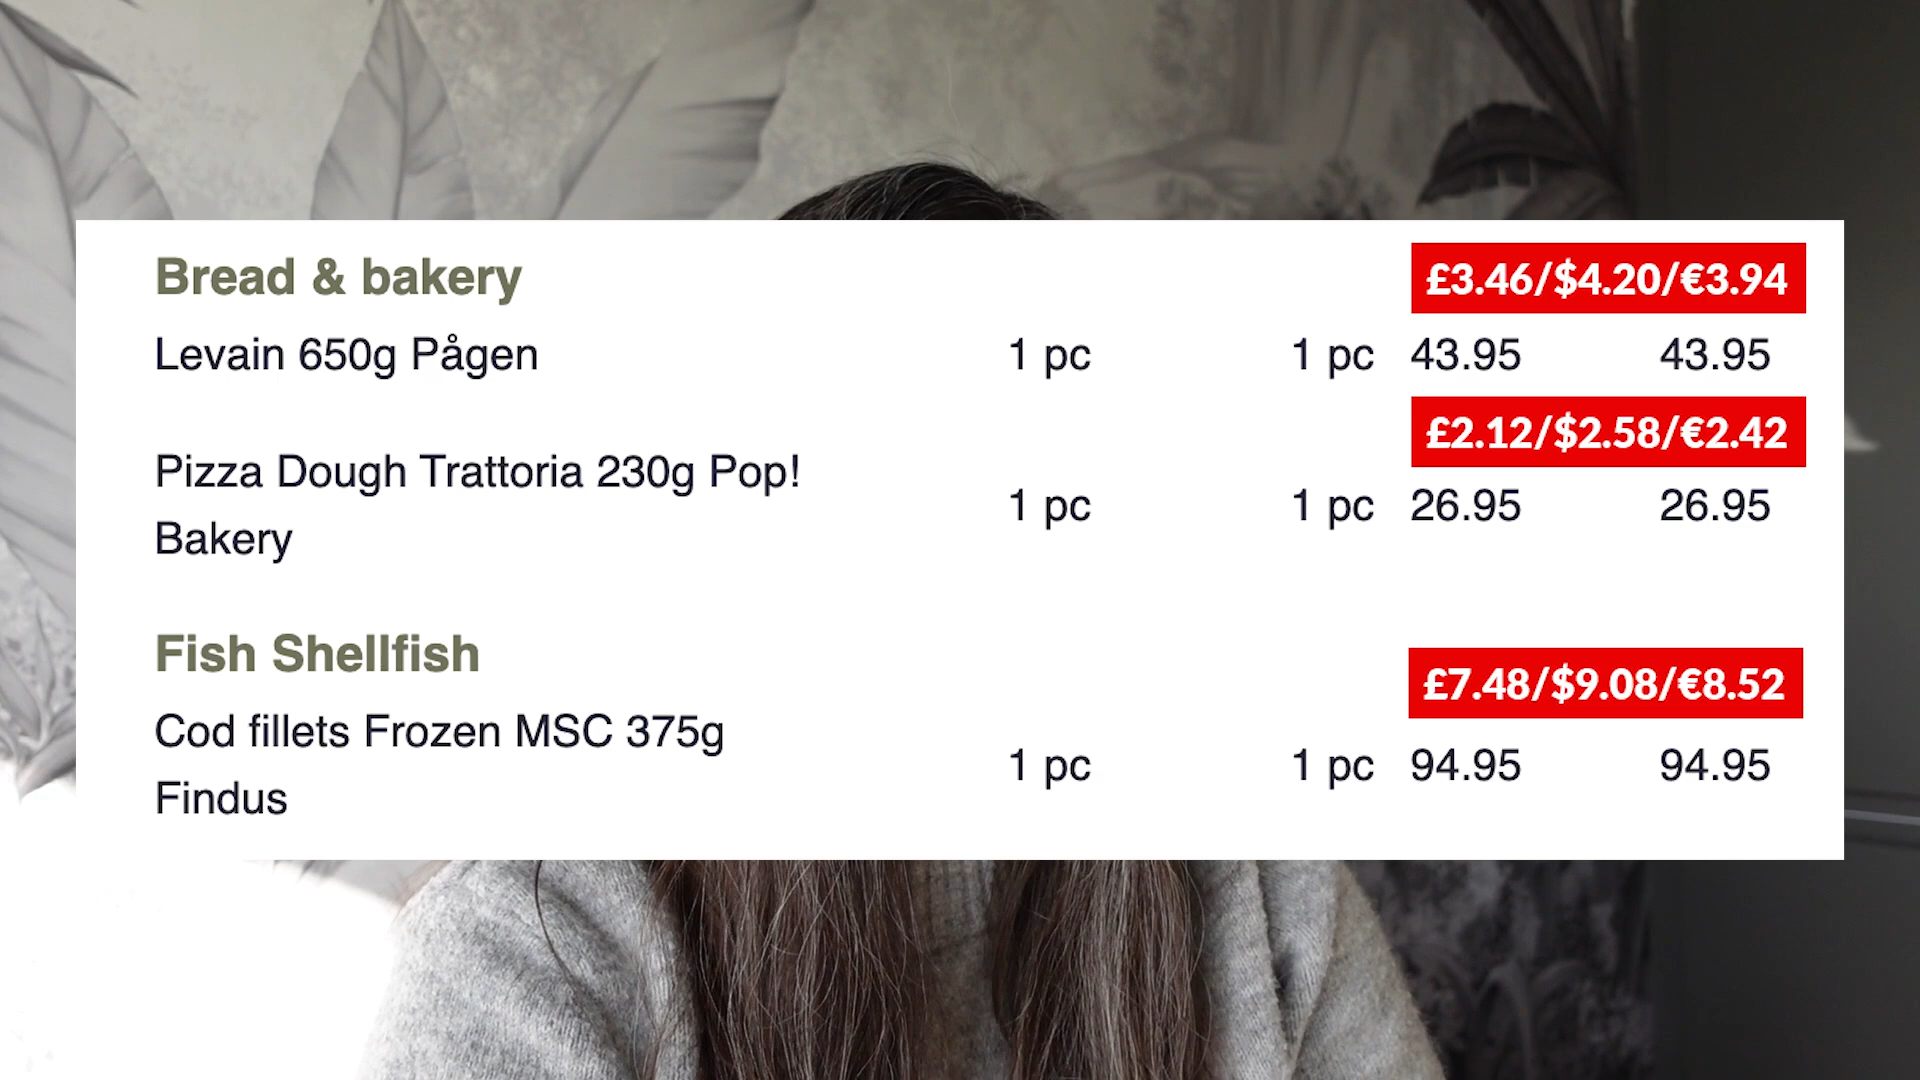 Bread & bakery £3.46/$4.20/€3.94
Levain 650g Pågen 1 pc 1 pc 43.95 43.95
£2.12/$2.58/€2.42
Pizza Dough Trattoria 230g Pop!
Bakery 1 pc 1 pc 26.95 26.95
Fish Shellfish £7.48/$9.08/€8.52
Cod fillets Frozen MSC 375g
Findus 1 pc 1 pc 94.95 94.95